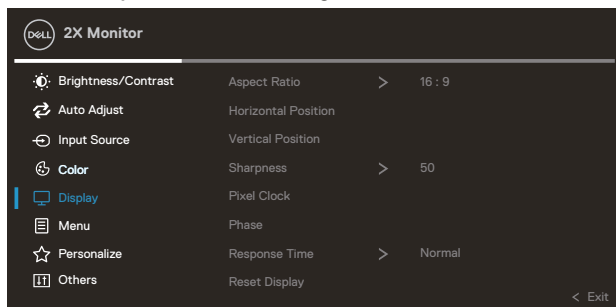 DELL 2X Monitor
Brightness/Contrast Aspect Ratio > 16 : 9
Auto Adjust Horizontal Position
Input Source Vertical Position
Color Sharpness > 50
Display Pixel Clock
Menu Phase
Personalize Response Time > Normal
Others Reset Display
< Exit